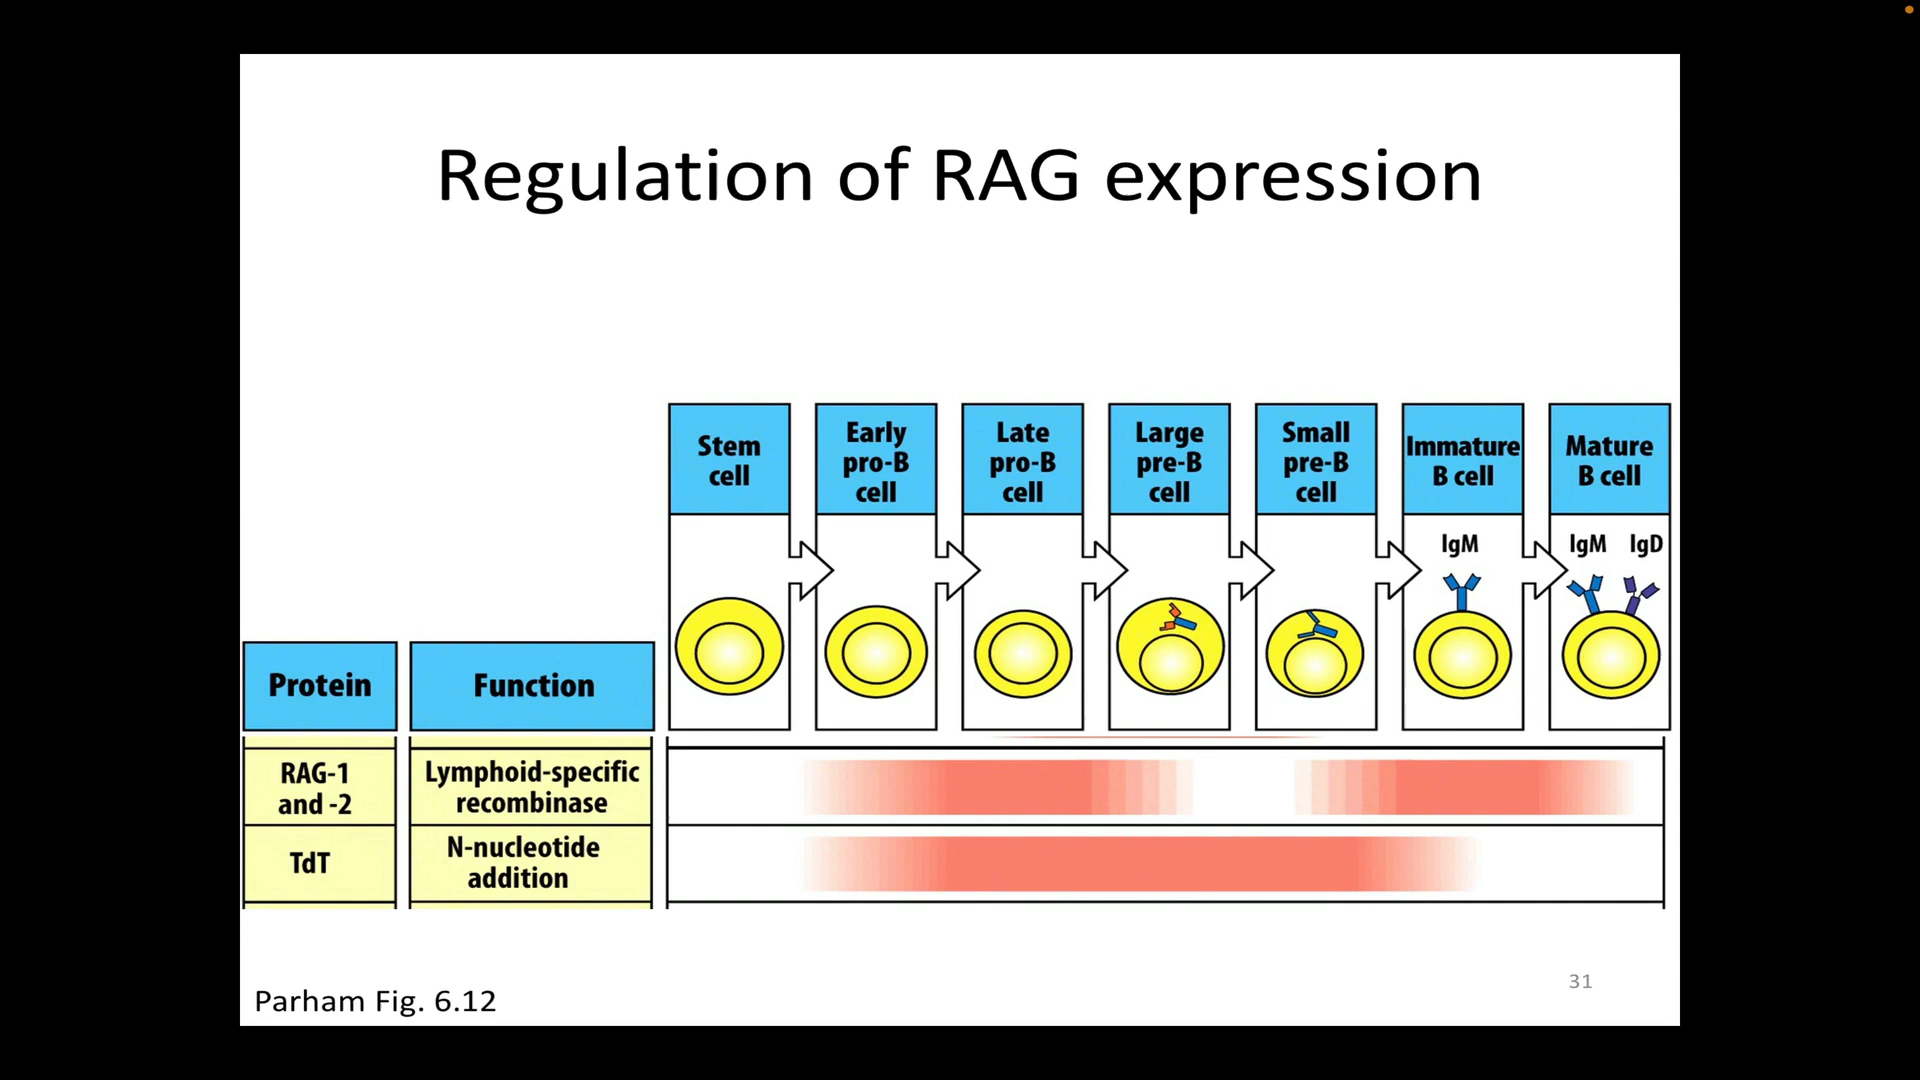 Regulation of RAG expression
Stem
cell
Early
pro-B
cell
Late
pro-B
cell
Large
pre-B
cell
Small
pre-B
cell
Immature
B cell
Mature
B cell
IgM
IgM IgD
Protein
Function
RAG-1
and -2
Lymphoid-specific
recombinase
TdT
N-nucleotide
addition
31
Parham Fig. 6.12